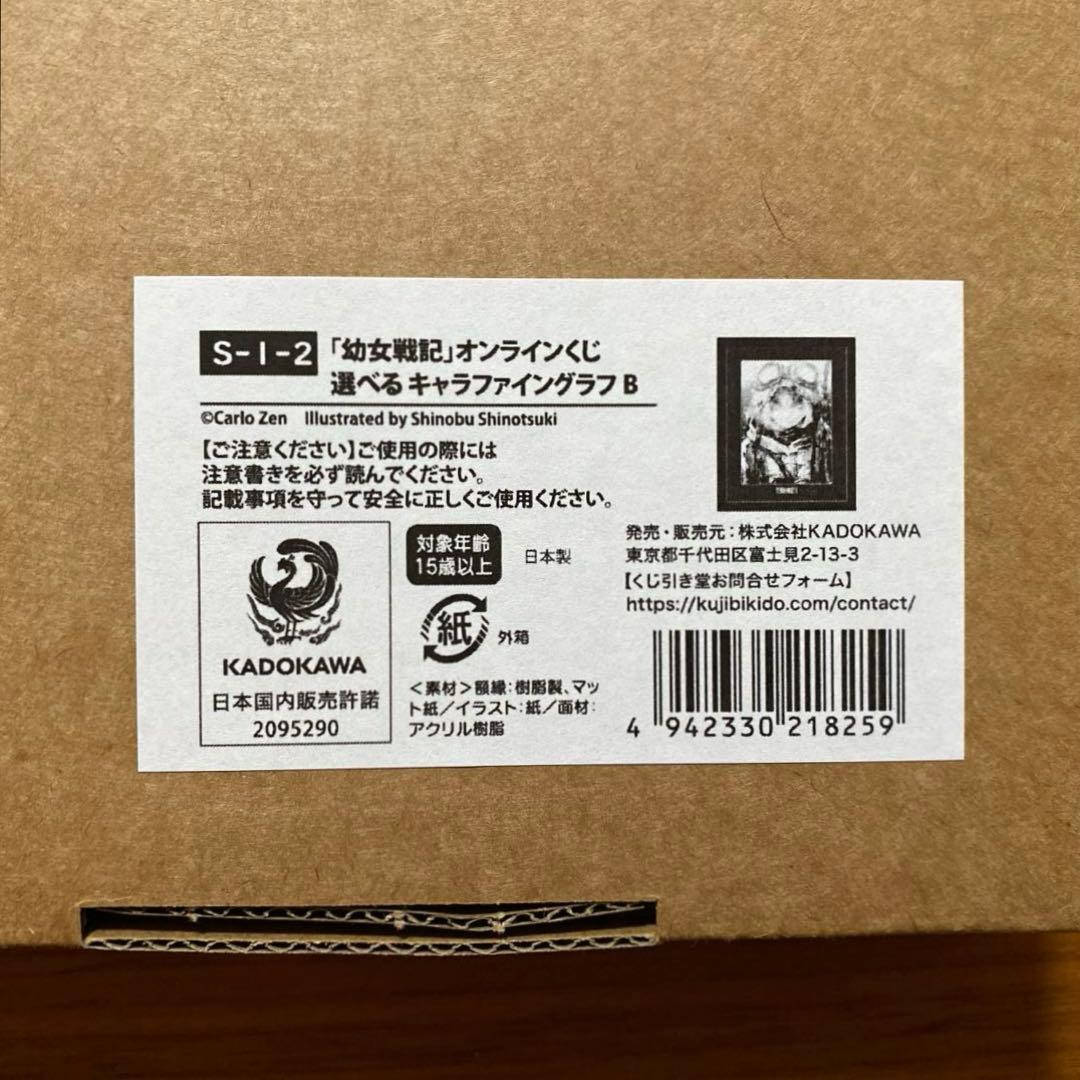 S-1-2 「幼女戦記」オンラインくじ
選べる キャラファイングラフ B
©Carlo Zen Illustrated by Shinobu Shinotsuki
【ご注意ください】ご使用の際には
注意書きを必ず読んでください。
記載事項を守って安全に正しくご使用ください。
KADOKAWA
日本国内販売許諾
2095290
対象年齢
15歳以上
日本製
紙
外箱
＜素材＞額縁：樹脂製、マッ
ト紙／イラスト：紙／面材：
アクリル樹脂
発売・販売元：株式会社KADOKAWA
東京都千代田区富士見2-13-3
【くじ引き堂お問合せフォーム】
https://kujibikido.com/contact/
4 942330 218259